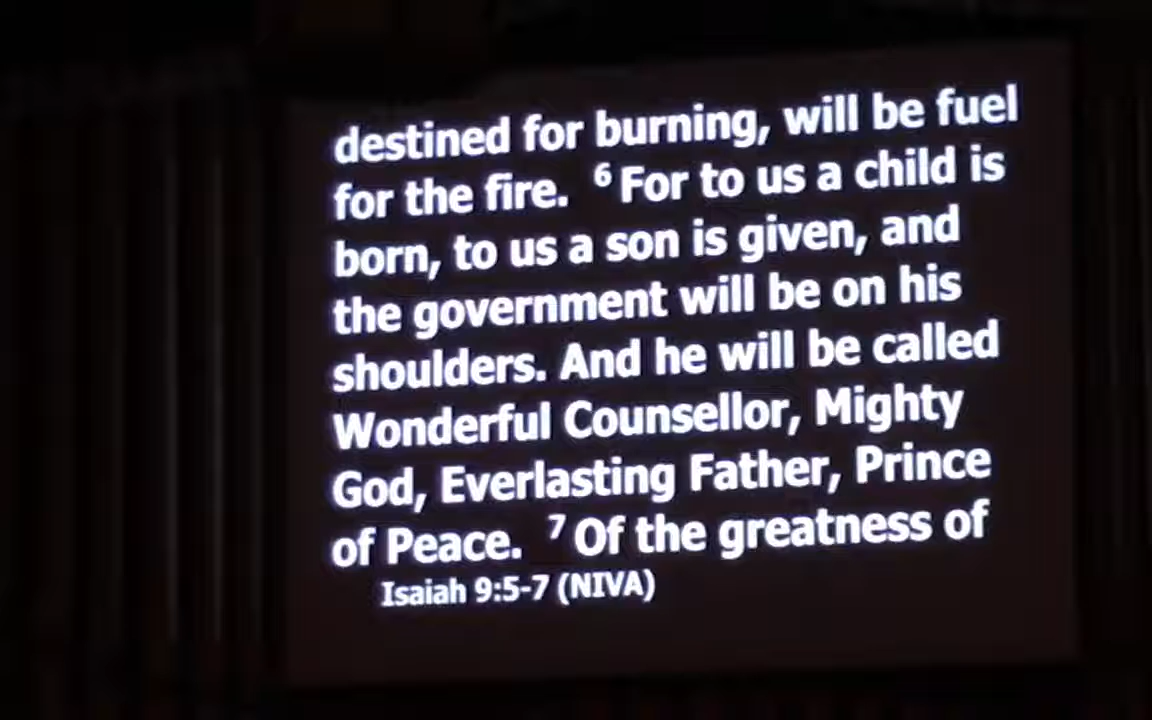 destined for burning, will be fuel
for the fire. 6 For to us a child is
born, to us a son is given, and
the government will be on his
shoulders. And he will be called
Wonderful Counsellor, Mighty
God, Everlasting Father, Prince
of Peace. 7 Of the greatness of
Isaiah 9:5-7 (NIVA)